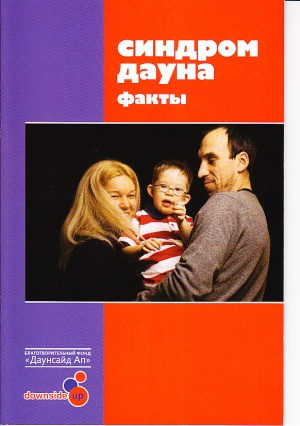 синдром
дауна
факты
БЛАГОТВОРИТЕЛЬНЫЙ ФОНД
«Даунсайд Ап»
downside up